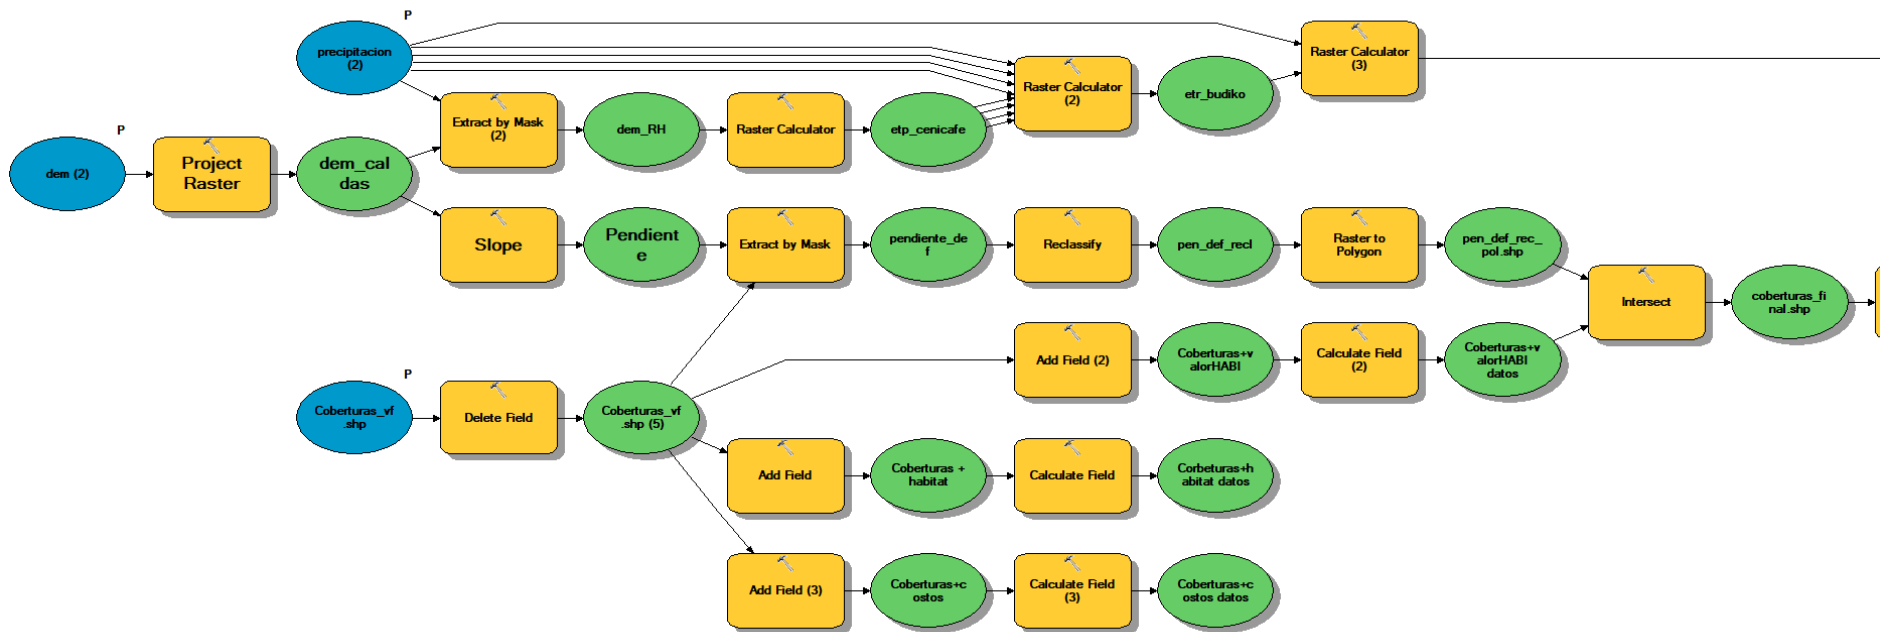 P
precipitacion
(2)
Raster Calculator
(3)
Raster Calculator
(2)
etr_budiko
Extract by Mask
(2)
dem_RH
Raster Calculator
etp_cenicafe
P
dem (2)
Project
Raster
dem_cal
das
Slope
Pendient
e
Extract by Mask
pendiente_de
f
Reclassify
pen_def_recl
Raster to
Polygon
pen_def_rec_
pol.shp
Intersect
coberturas_fi
nal.shp
Add Field (2)
Coberturas+v
alorHABI
Calculate Field
(2)
Coberturas+v
alorHABI
datos
P
Coberturas_vf
.shp
Delete Field
Coberturas_vf
.shp (5)
Add Field
Coberturas +
habitat
Calculate Field
Corbeturas+h
abitat datos
Add Field (3)
Coberturas+c
ostos
Calculate Field
(3)
Coberturas+c
ostos datos